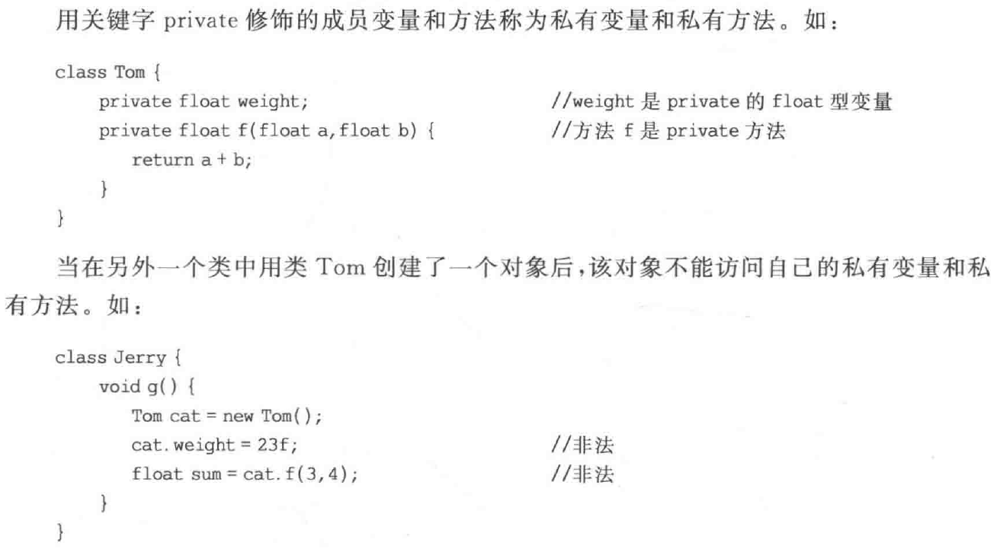 用关键字 private 修饰的成员变量和方法称为私有变量和私有方法。如：
class Tom {
    private float weight;    //weight 是 private 的 float 型变量
    private float f(float a,float b) {    //方法 f 是 private 方法
        return a + b;
    }
}
当在另外一个类中用类 Tom 创建了一个对象后,该对象不能访问自己的私有变量和私
有方法。如：
class Jerry {
    void g() {
        Tom cat = new Tom();
        cat.weight = 23f;    //非法
        float sum = cat.f(3,4);    //非法
    }
}